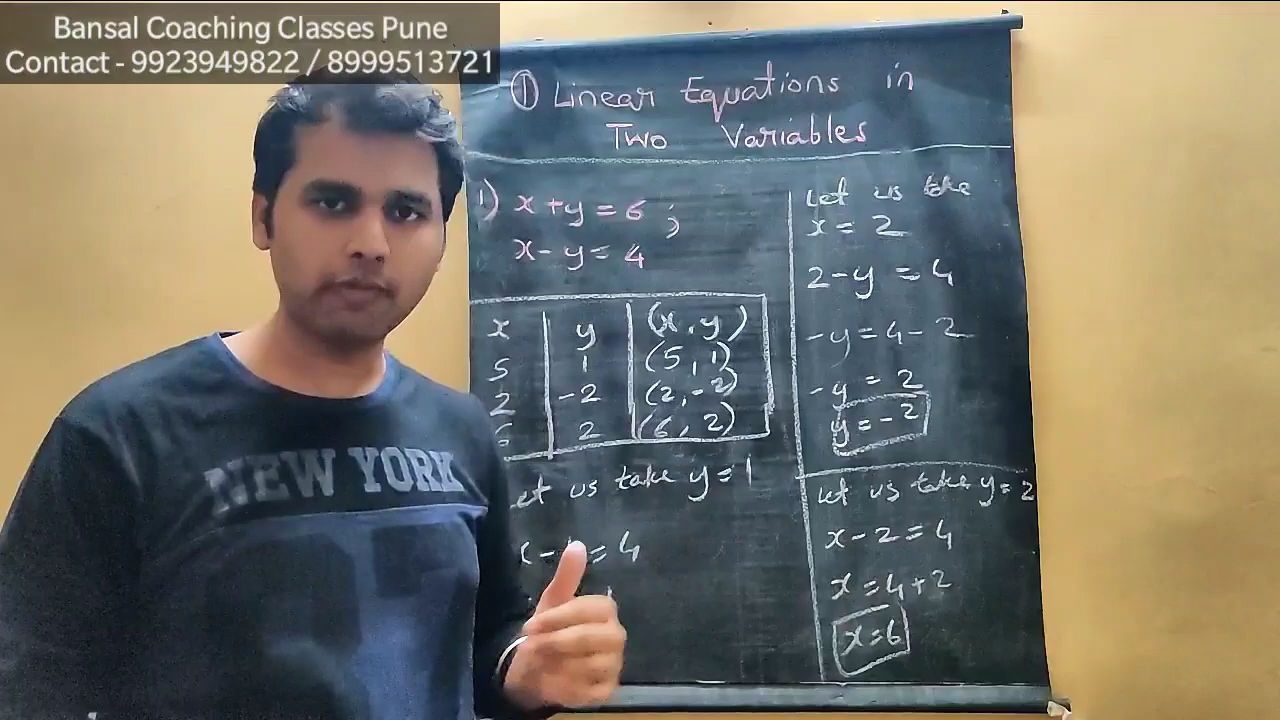 Bansal Coaching Classes Pune
Contact - 9923949822 / 8999513721
① Linear Equations in
Two Variables
1) x + y = 6 ;
x - y = 4
x | y | (x, y)
5 | 1 | (5, 1)
2 | -2 | (2, -2)
6 | 2 | (6, 2)
et us take y = 1
x - 1 = 4
Let us take
x = 2
2 - y = 4
-y = 4 - 2
-y = 2
y = -2
Let us take y = 2
x - 2 = 4
x = 4 + 2
x = 6
NEW YORK